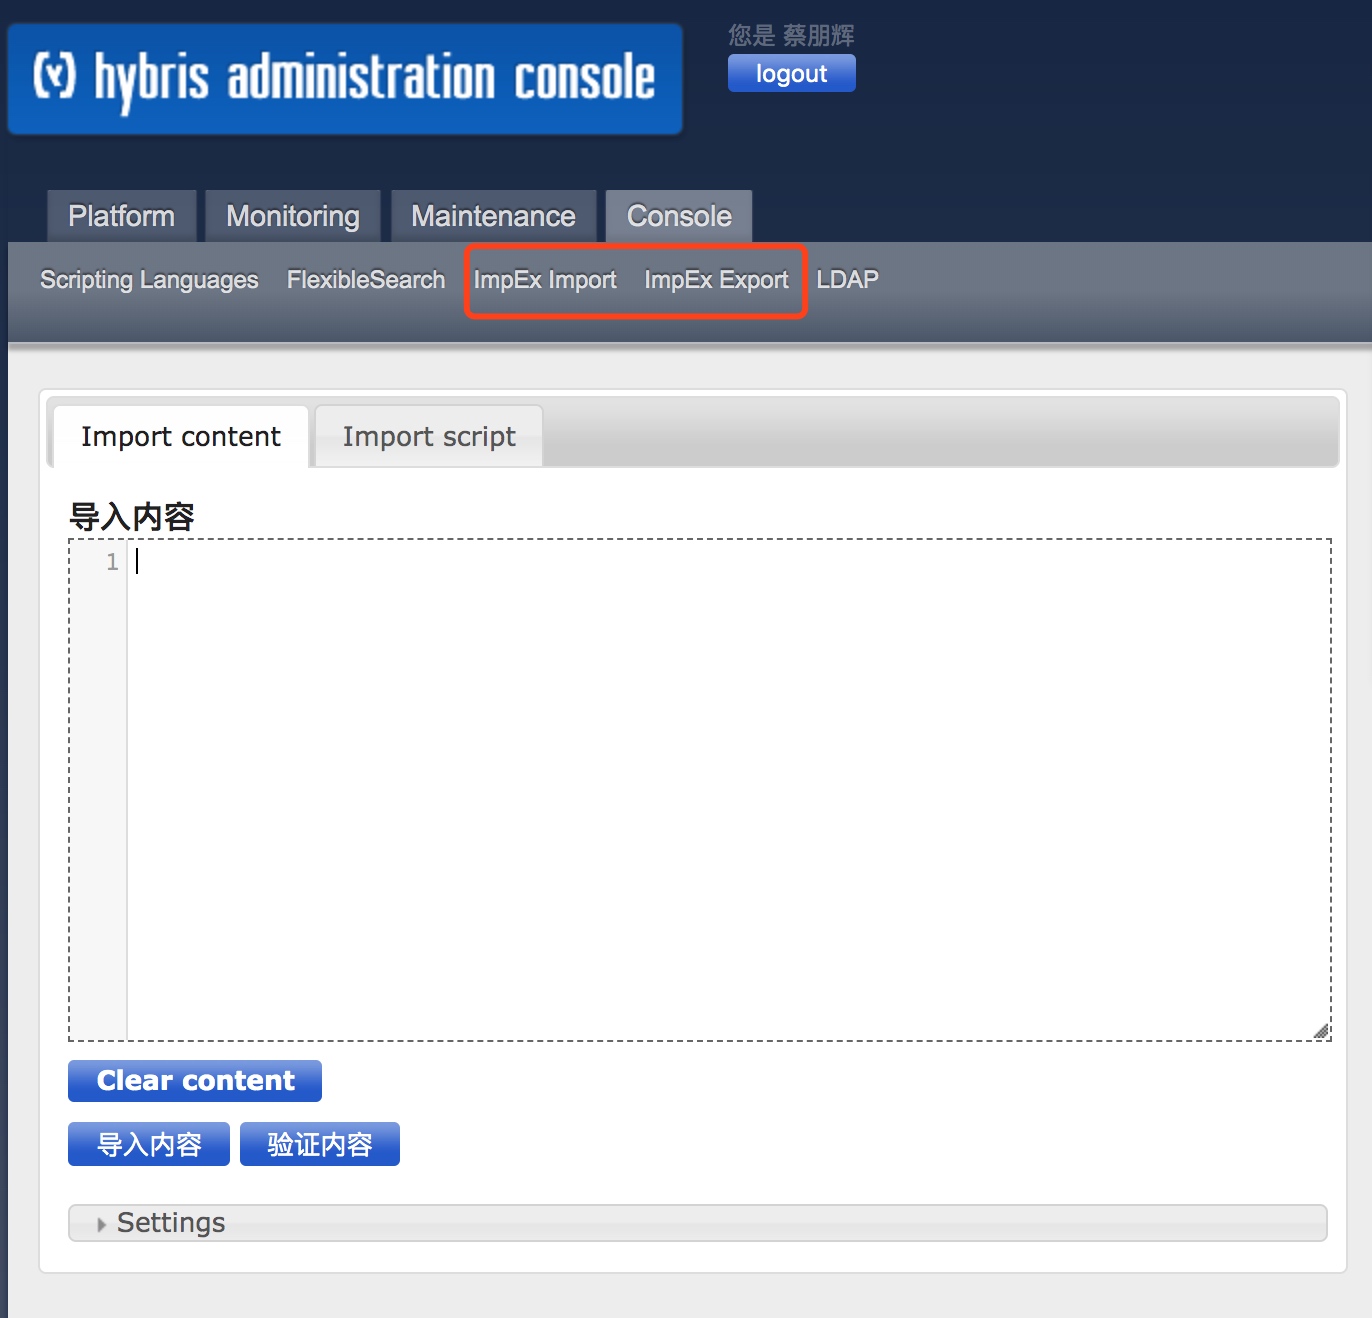 (y) hybris administration console
您是 蔡朋辉
logout
Platform Monitoring Maintenance Console
Scripting Languages FlexibleSearch ImpEx Import ImpEx Export LDAP
Import content Import script
导入内容
1
Clear content
导入内容 验证内容
Settings